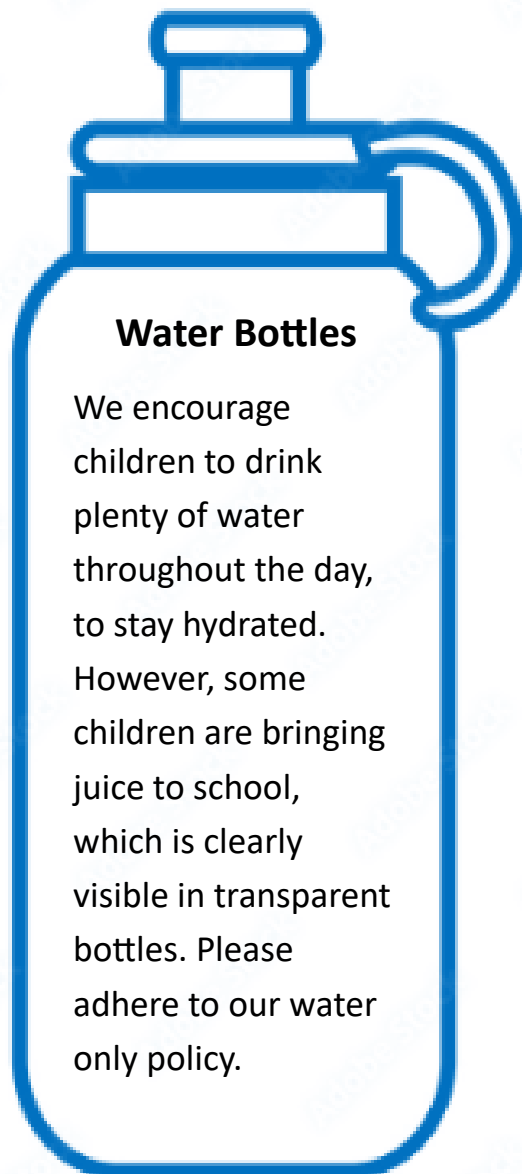 Water Bottles
We encourage
children to drink
plenty of water
throughout the day,
to stay hydrated.
However, some
children are bringing
juice to school,
which is clearly
visible in transparent
bottles. Please
adhere to our water
only policy.